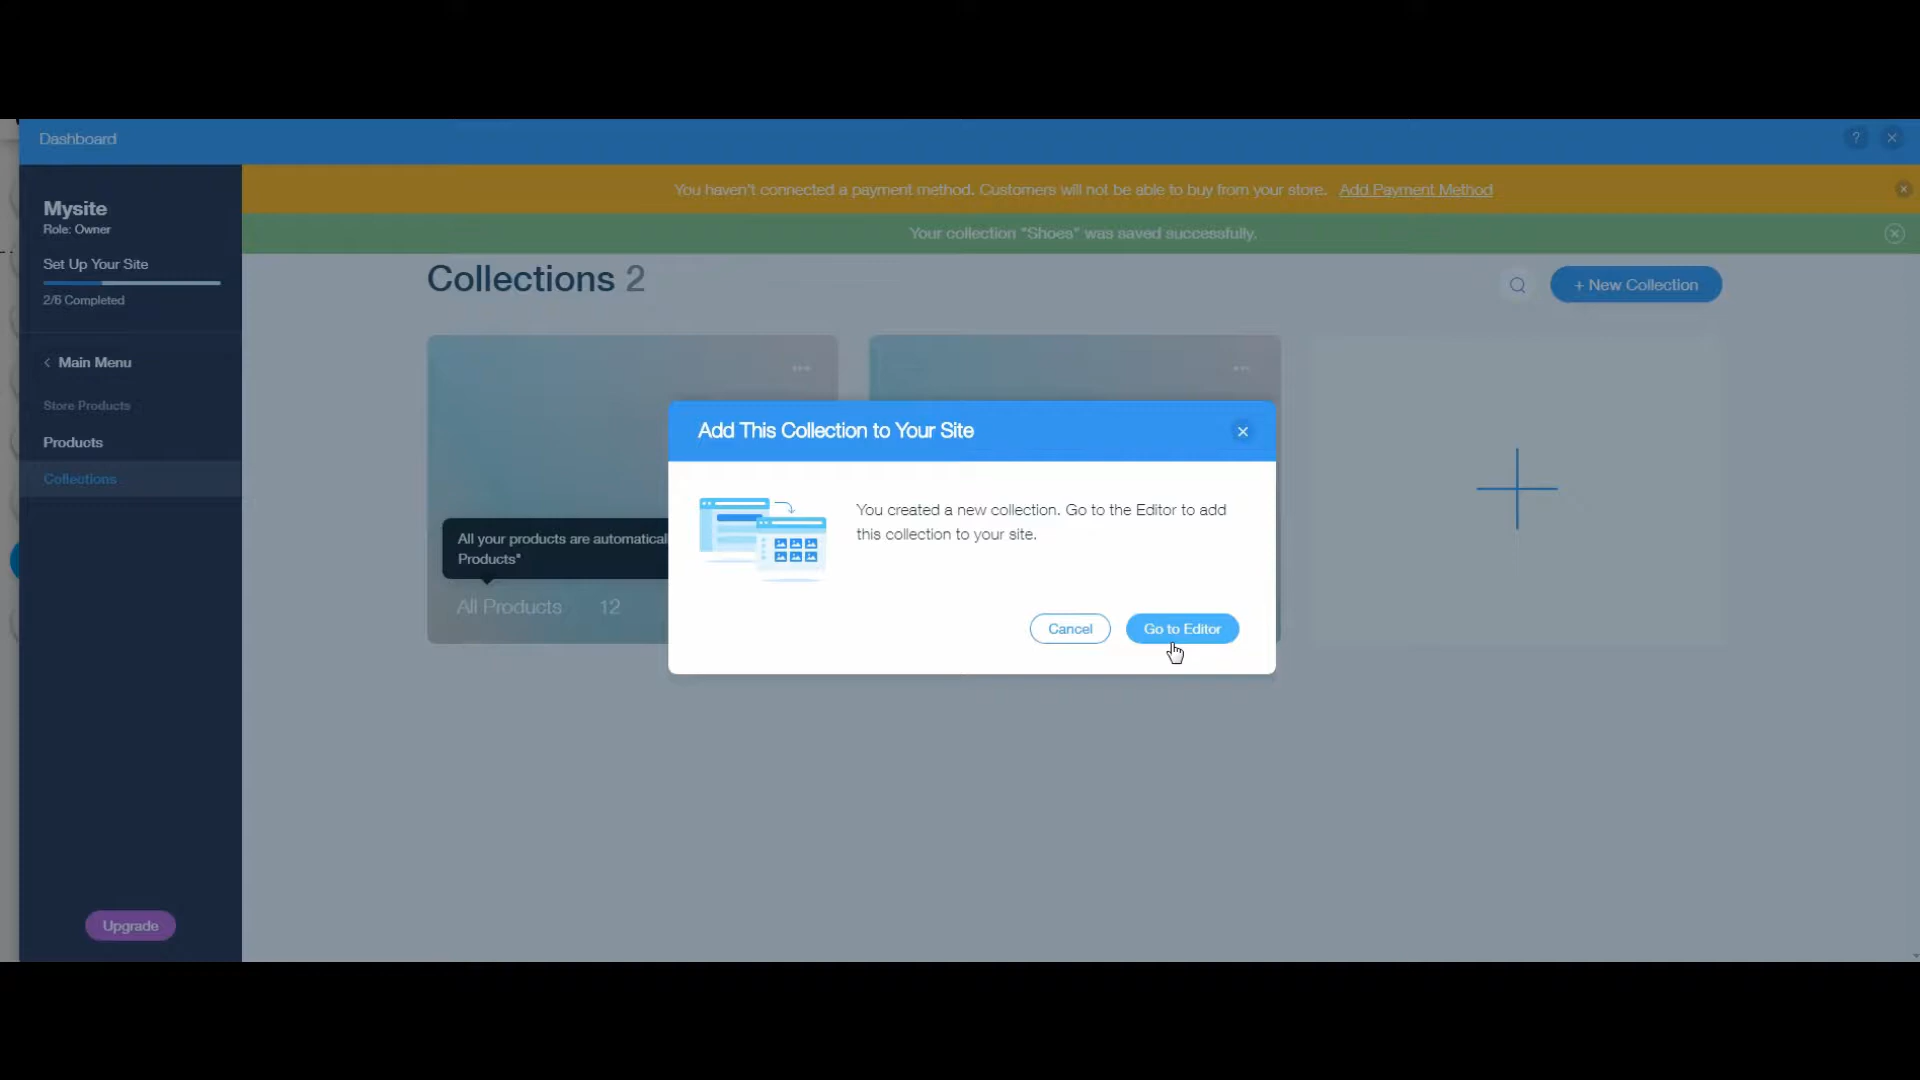 Dashboard
?
Mysite
Role: Owner
Set Up Your Site
2/6 Completed
Main Menu
Store Products
Products
Collections
Upgrade
You haven't connected a payment method. Customers will not be able to buy from your store. Add Payment Method
Your collection "Shoes" was saved successfully.
Collections 2
+ New Collection
All your products are automatical
Products"
All Products 12
Add This Collection to Your Site
You created a new collection. Go to the Editor to add
this collection to your site.
Cancel
Go to Editor